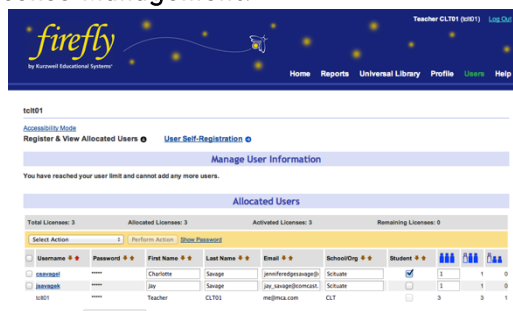 firefly
by Kurzweil Educational Systems®
Teacher CLT01 (tclt01) Log Out
Home Reports Universal Library Profile Users Help
tclt01
Accessibility Mode
Register & View Allocated Users User Self-Registration
Manage User Information
You have reached your user limit and cannot add any more users.
Allocated Users
Total Licenses: 3 Allocated Licenses: 3 Activated Licenses: 3 Remaining Licenses: 0
Select Action Perform Action Show Password
Username Password First Name Last Name Email School/Org Student
csavagel ***** Charlotte Savage jenniferedgesavage@ Scituate 1 1 0
jsavagek ***** Jay Savage jay_savage@comcast. Scituate 1 1 0
tclt01 ***** Teacher CLT01 me@mca.com CLT 3 3 0